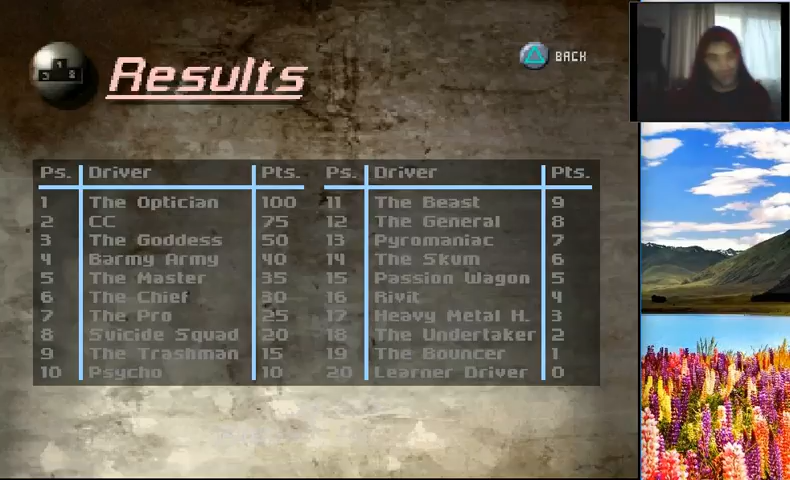 Results
BACK
Ps. Driver Pts. Ps. Driver Pts.
1 The Optician 100 11 The Beast 9
2 CC 75 12 The General 8
3 The Goddess 50 13 Pyromaniac 7
4 Barmy Army 40 14 The Skum 6
5 The Master 35 15 Passion Wagon 5
6 The Chief 30 16 Rivit 4
7 The Pro 25 17 Heavy Metal H. 3
8 Suicide Squad 20 18 The Undertaker 2
9 The Trashman 15 19 The Bouncer 1
10 Psycho 10 20 Learner Driver 0